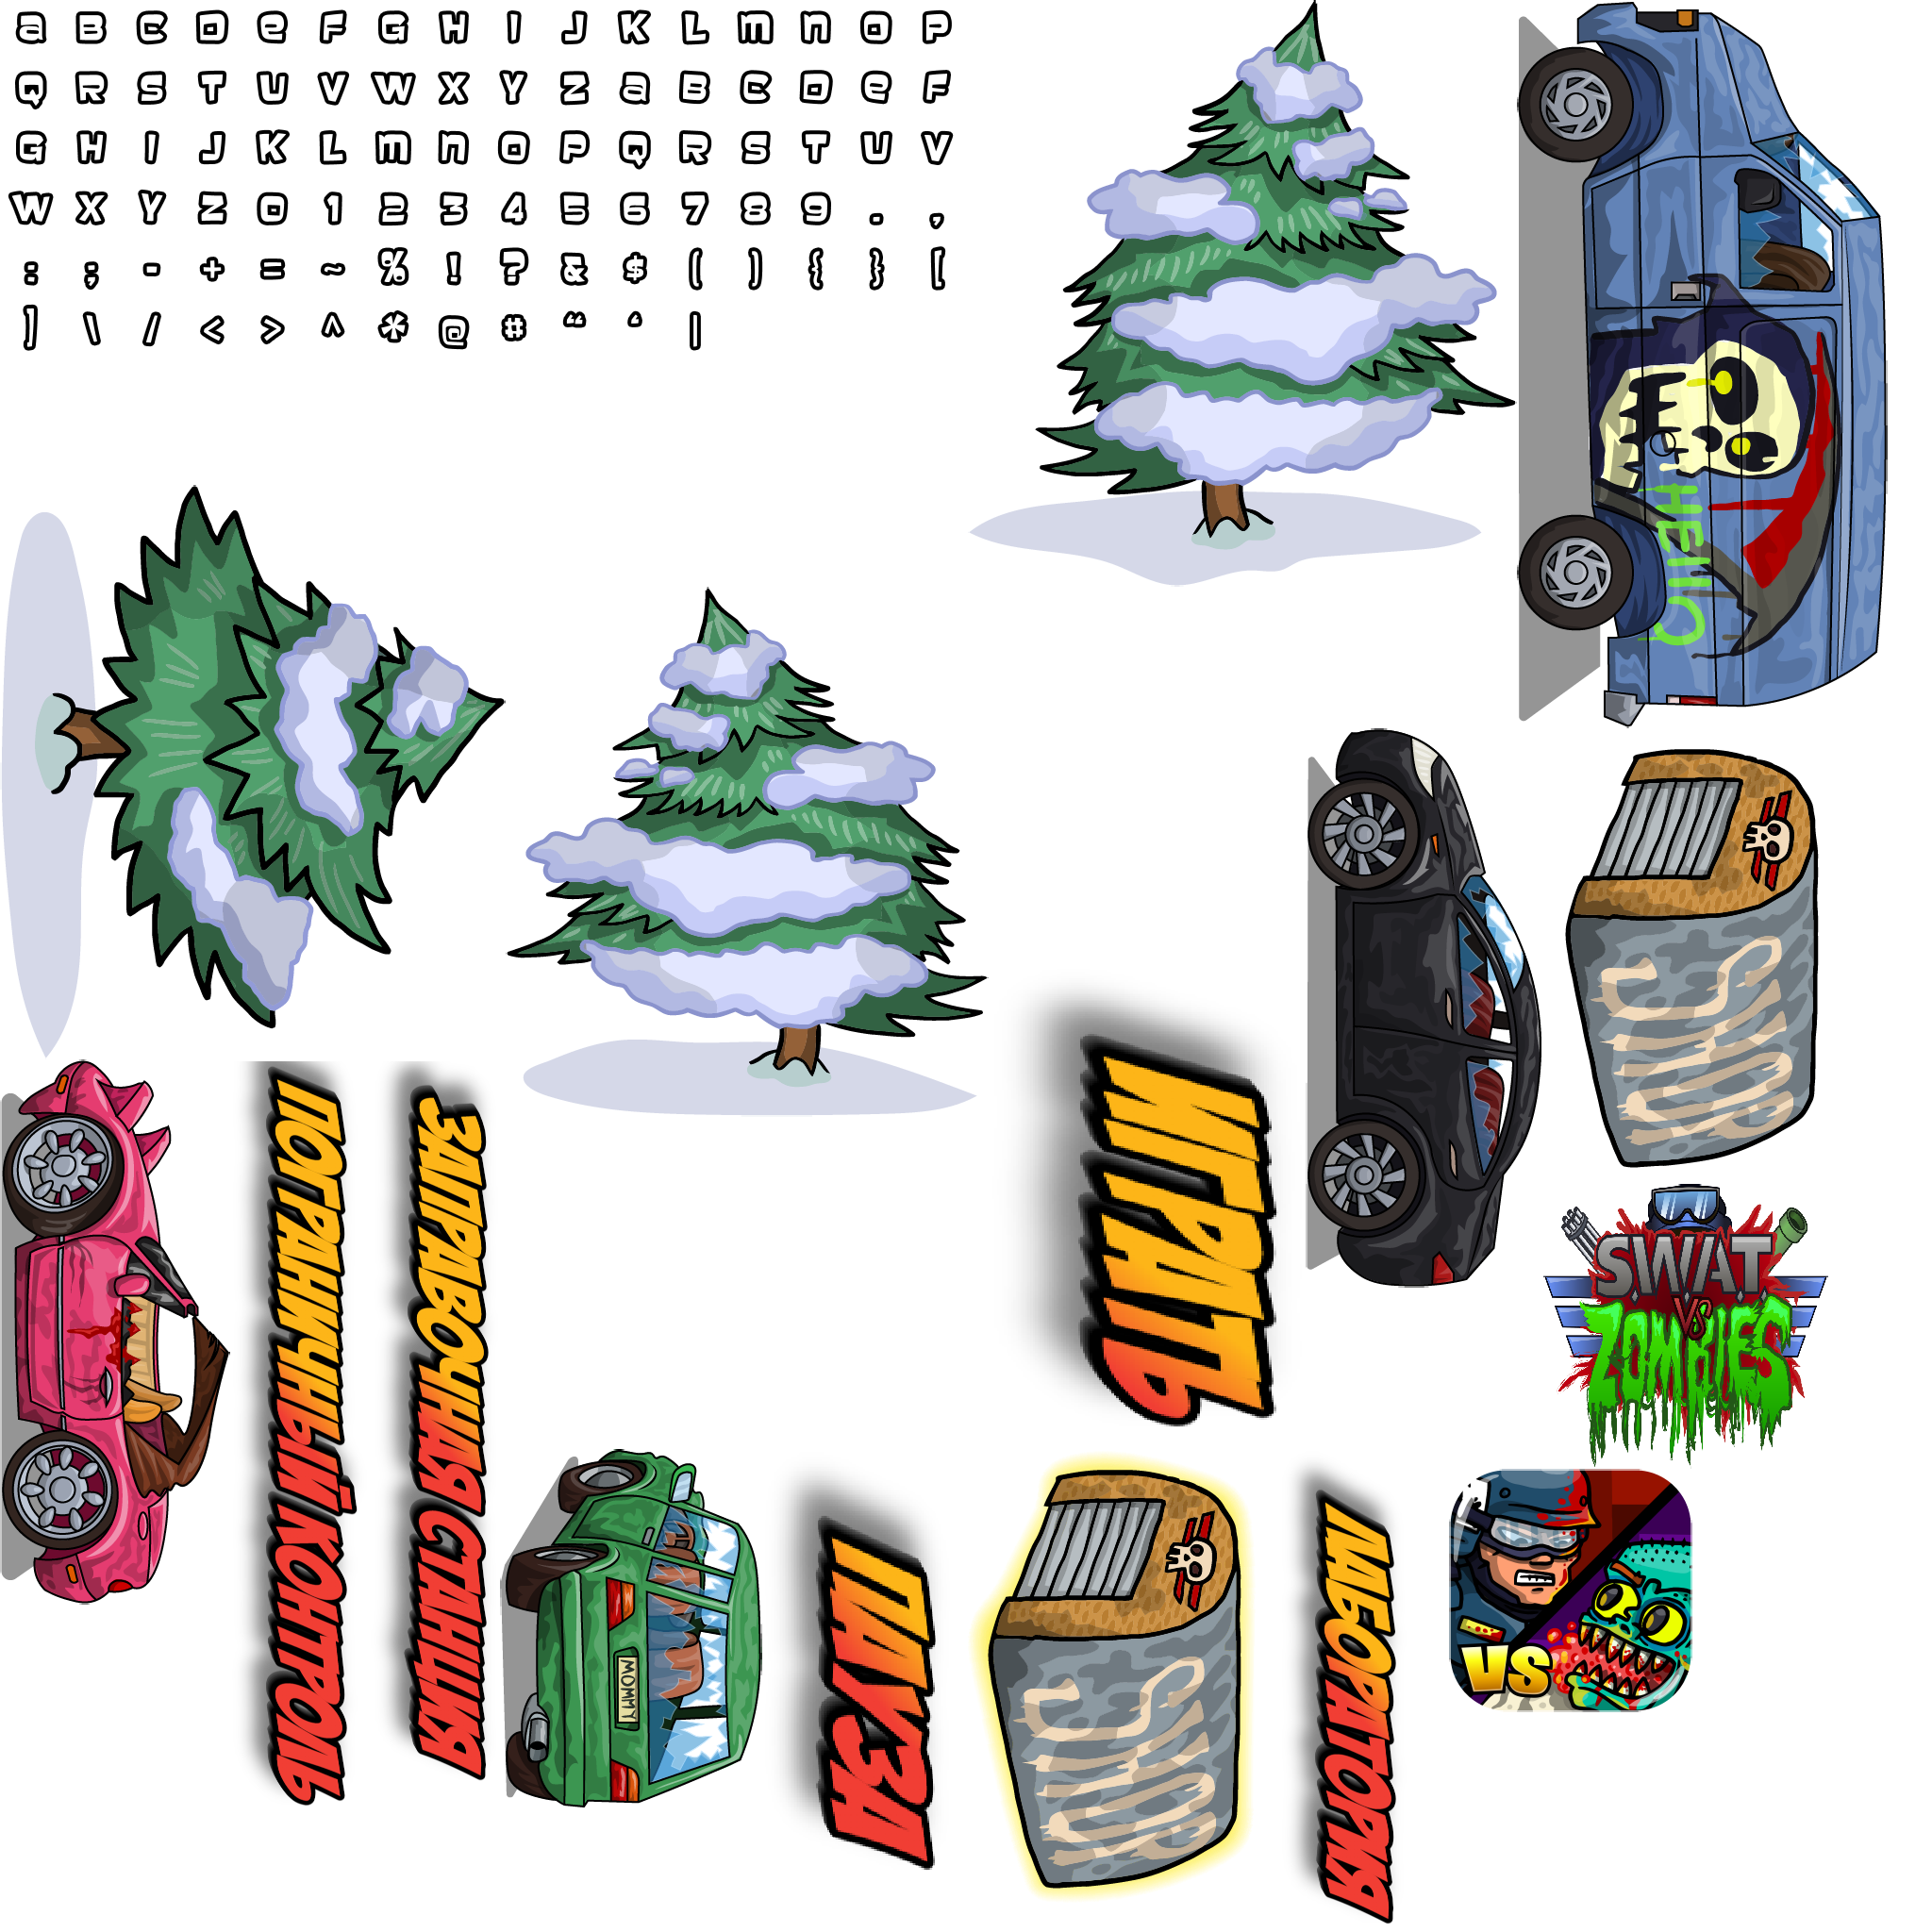 a B C D e F G H I J K L m n O P
Q R S T U V W X Y Z a B C D e F
G H I J K L m n O P Q R S T U V
W X Y Z 0 1 2 3 4 5 6 7 8 9 . ,
: ; - + = ~ % ! ? & $ ( ) { } [
] \ / < > ^ * @ # “ ‘ |
HEllO
SHOP
ИГРАТЬ
ПОГРАНИЧНЫЙ КОНТРОЛЬ
ЗАПРАВОЧНАЯ СТАНЦИЯ
S.W.A.T.
VS
ZOMBIES
MOMMY
ПАУЗА
SHOP
ЛАБОРАТОРИЯ
VS